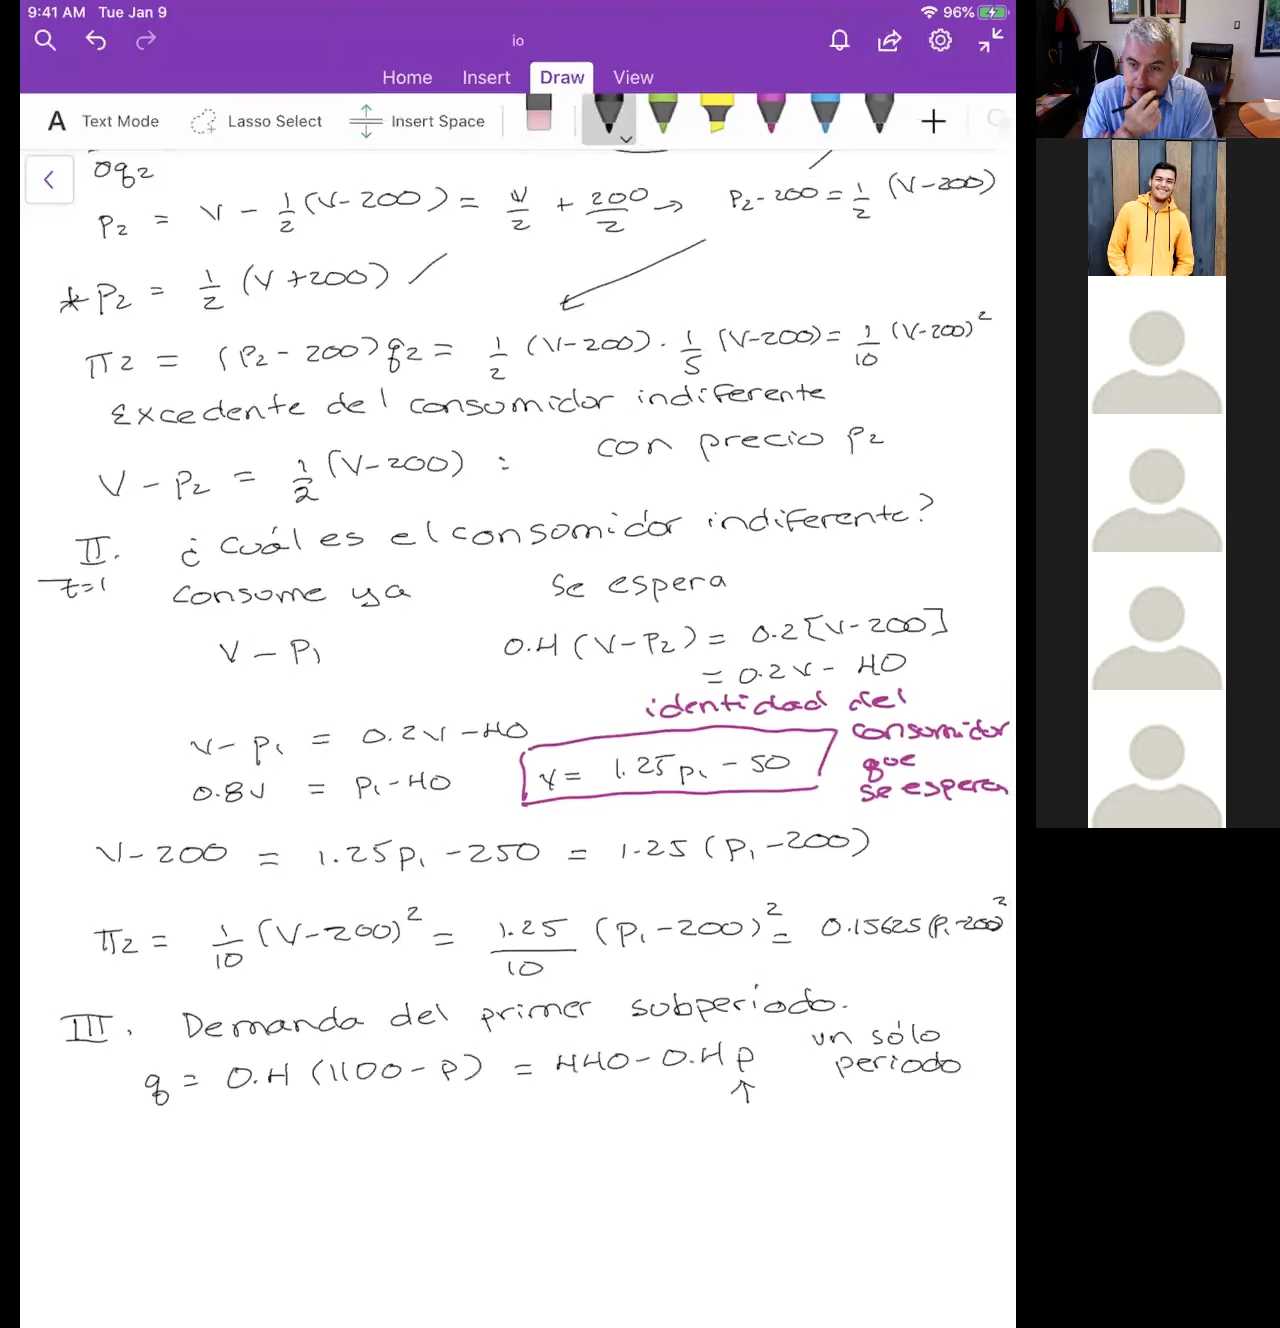 9:41 AM Tue Jan 9
96%
io
Home Insert Draw View
A Text Mode Lasso Select Insert Space
∂q2
P2 = V - 1/2 (V-200) = V/2 + 200/2 → P2-200 = 1/2 (V-200)
*P2 = 1/2 (V+200)
π2 = (P2-200)q2 = 1/2 (V-200) · 1/5 (V-200) = 1/10 (V-200)²
Excedente del consumidor indiferente
con precio P2
V - P2 = 1/2 (V-200) :
II. ¿Cuál es el consumidor indiferente?
t=1
consume ya se espera
V - P1 0.4 (V-P2) = 0.2[V-200]
= 0.2V - 40
identidad del
consumidor
que
se espera
V - P1 = 0.2V - 40
V = 1.25P1 - 50
0.8V = P1 - 40
V-200 = 1.25P1 - 250 = 1.25 (P1-200)
π2 = 1/10 (V-200)² = 1.25/10 (P1-200)² = 0.15625(P1-200)²
III. Demanda del primer subperíodo.
un sólo
periodo
q = 0.4 (1100-p) = 440 - 0.4p
↑